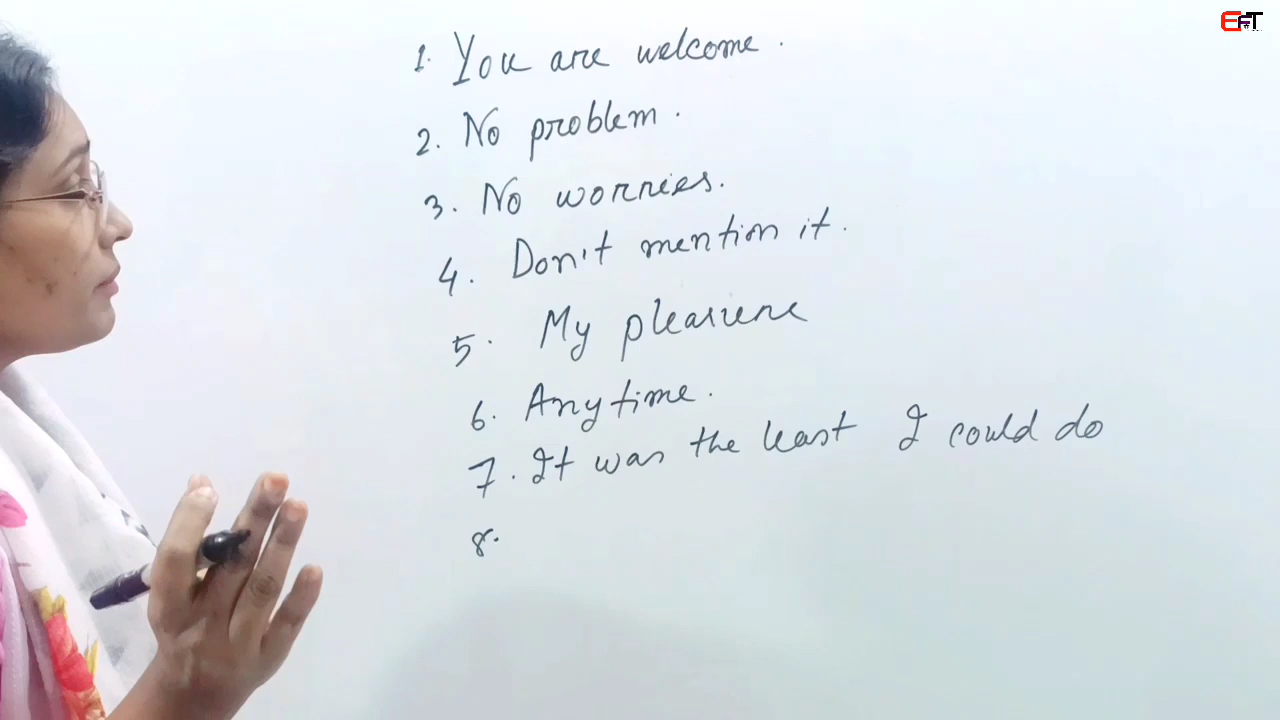 EFT
1. You are welcome.
2. No problem.
3. No worries.
4. Don't mention it.
5. My pleasure
6. Anytime.
7. It was the least I could do
8.